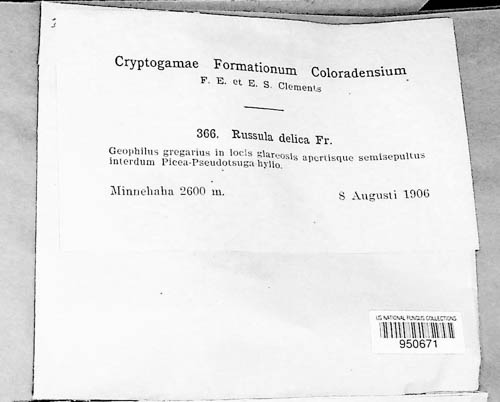 Cryptogamae Formationum Coloradensium
F. E. et E. S. Clements
366. Russula delica Fr.
Geophilus gregarius in locis glareosis apertisque semisepultus
interdum Picea-Pseudotsuga hylio.
Minnehaha 2600 m. 8 Augusti 1906
US NATIONAL FUNGUS COLLECTIONS
950671